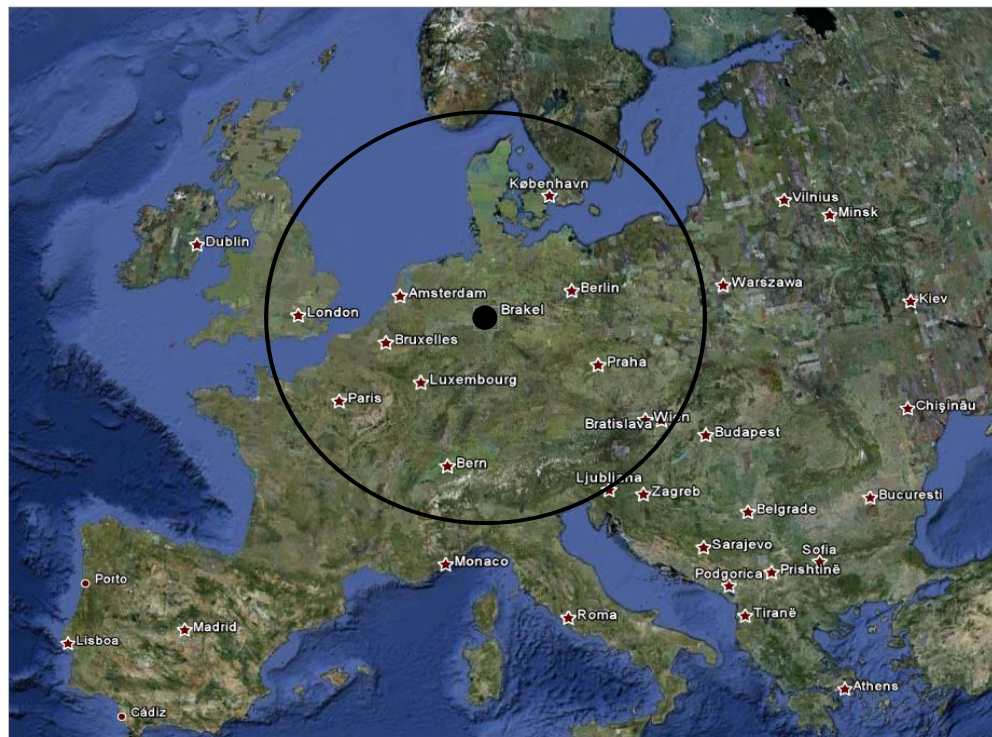 København
Vilnius
Minsk
Dublin
Warszawa
Berlin
Amsterdam
Kiev
Brakel
London
Bruxelles
Praha
Luxembourg
Paris
Chişinău
Wien
Bratislava
Budapest
Bern
Ljubljana
Zagreb
Bucuresti
Belgrade
Sarajevo
Sofia
Monaco
Prishtinë
Podgorica
Porto
Tiranë
Roma
Madrid
Lisboa
Athens
Cádiz